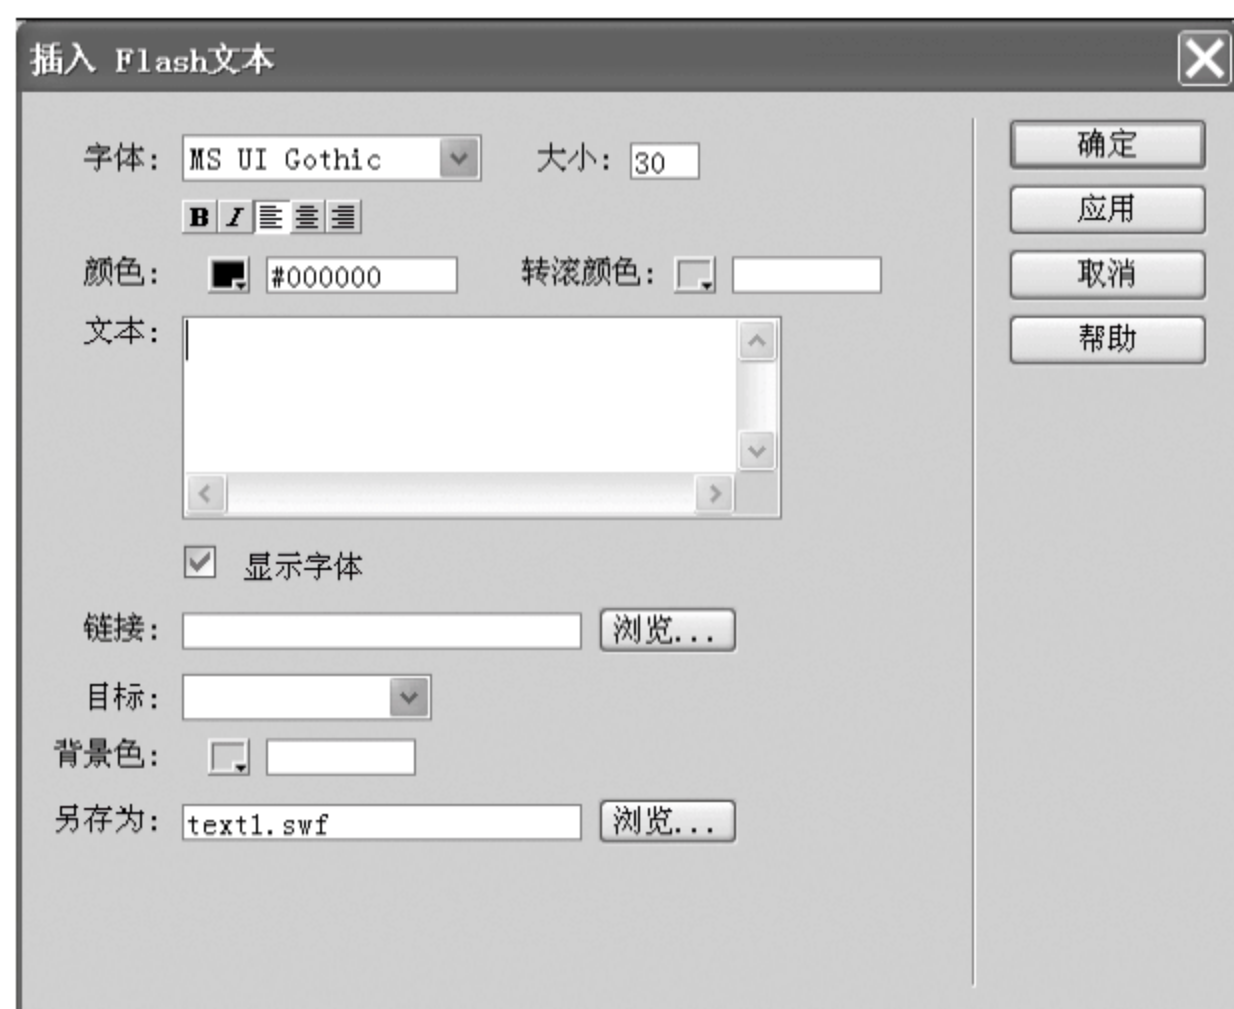 插入 Flash文本
字体: MS UI Gothic 大小: 30 确定
B I 应用
颜色: #000000 转滚颜色: 取消
文本: 帮助
显示字体
链接: 浏览...
目标:
背景色:
另存为: text1.swf 浏览...